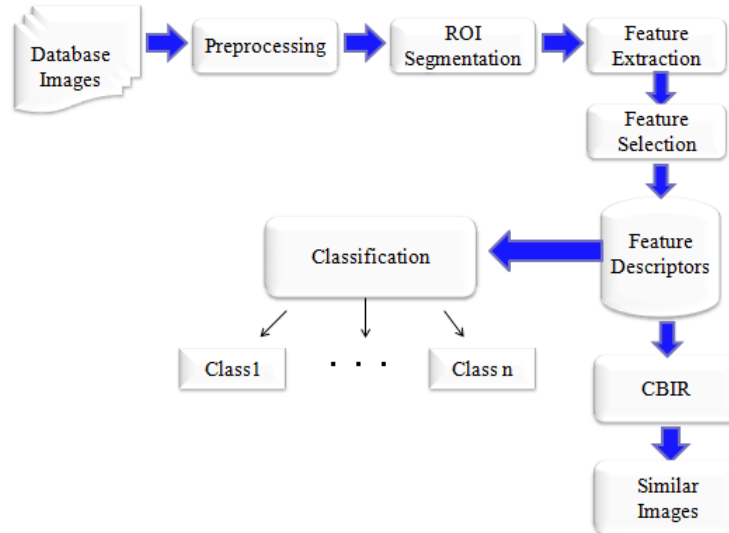 Database
Images
Preprocessing
ROI
Segmentation
Feature
Extraction
Feature
Selection
Feature
Descriptors
Classification
Class1
. . .
Class n
CBIR
Similar
Images